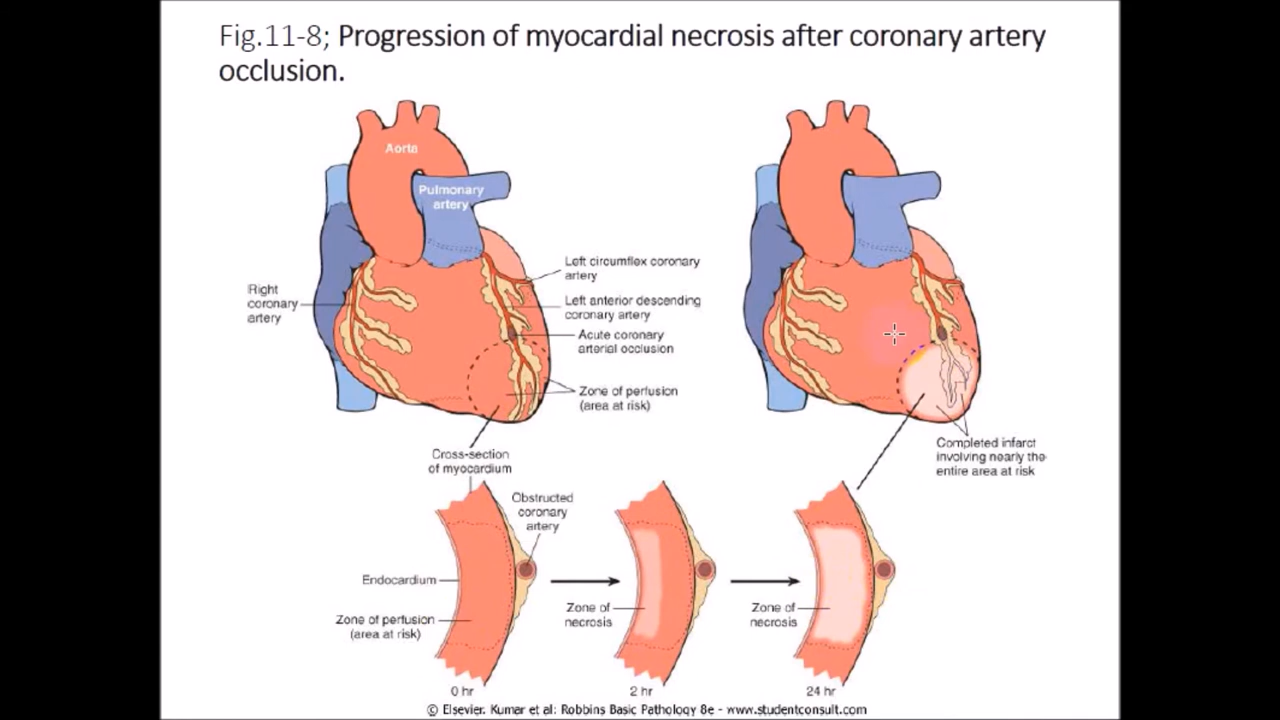 Fig.11-8; Progression of myocardial necrosis after coronary artery
occlusion.
Aorta
Pulmonary
artery
Left circumflex coronary
artery
Right
coronary
artery
Left anterior descending
coronary artery
Acute coronary
arterial occlusion
Zone of perfusion
(area at risk)
Cross-section
of myocardium
Completed infarct
involving nearly the
entire area at risk
Obstructed
coronary
artery
Endocardium
Zone of perfusion
(area at risk)
Zone of
necrosis
Zone of
necrosis
0 hr
2 hr
24 hr
© Elsevier. Kumar et al: Robbins Basic Pathology 8e - www.studentconsult.com